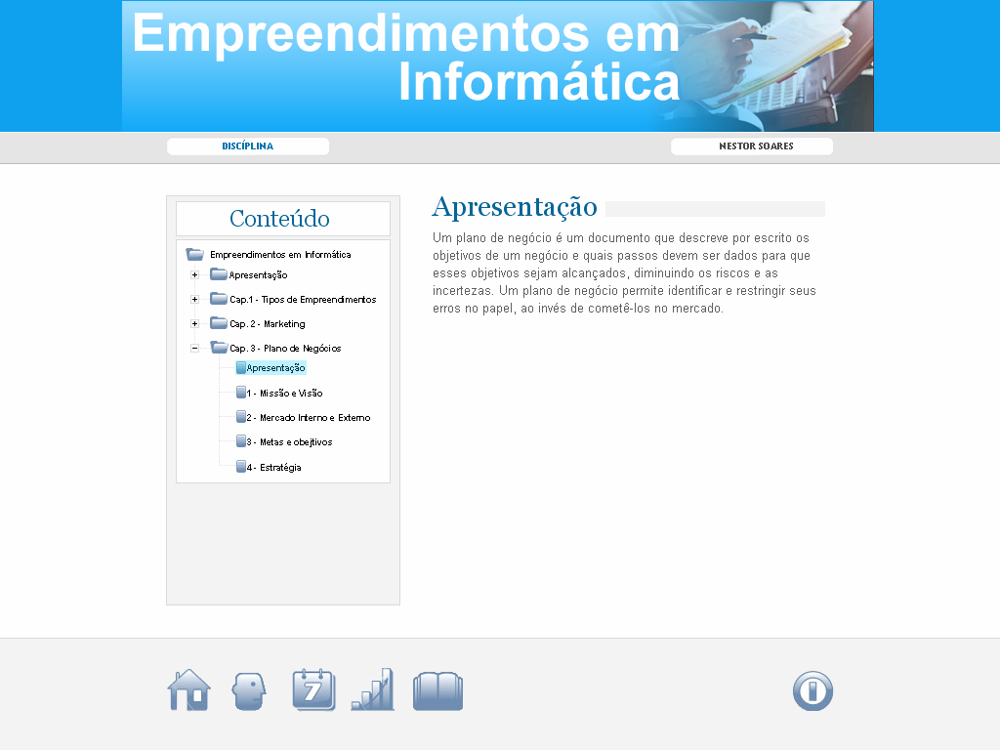 Empreendimentos em
Informática
DISCÍPLINA
NESTOR SOARES
Conteúdo
Empreendimentos em Informática
Apresentação
Cap.1 - Tipos de Empreendimentos
Cap. 2 - Marketing
Cap. 3 - Plano de Negócios
Apresentação
1 - Missão e Visão
2 - Mercado Interno e Externo
3 - Metas e obejtivos
4 - Estratégia
Apresentação
Um plano de negócio é um documento que descreve por escrito os
objetivos de um negócio e quais passos devem ser dados para que
esses objetivos sejam alcançados, diminuindo os riscos e as
incertezas. Um plano de negócio permite identificar e restringir seus
erros no papel, ao invés de cometê-los no mercado.
7